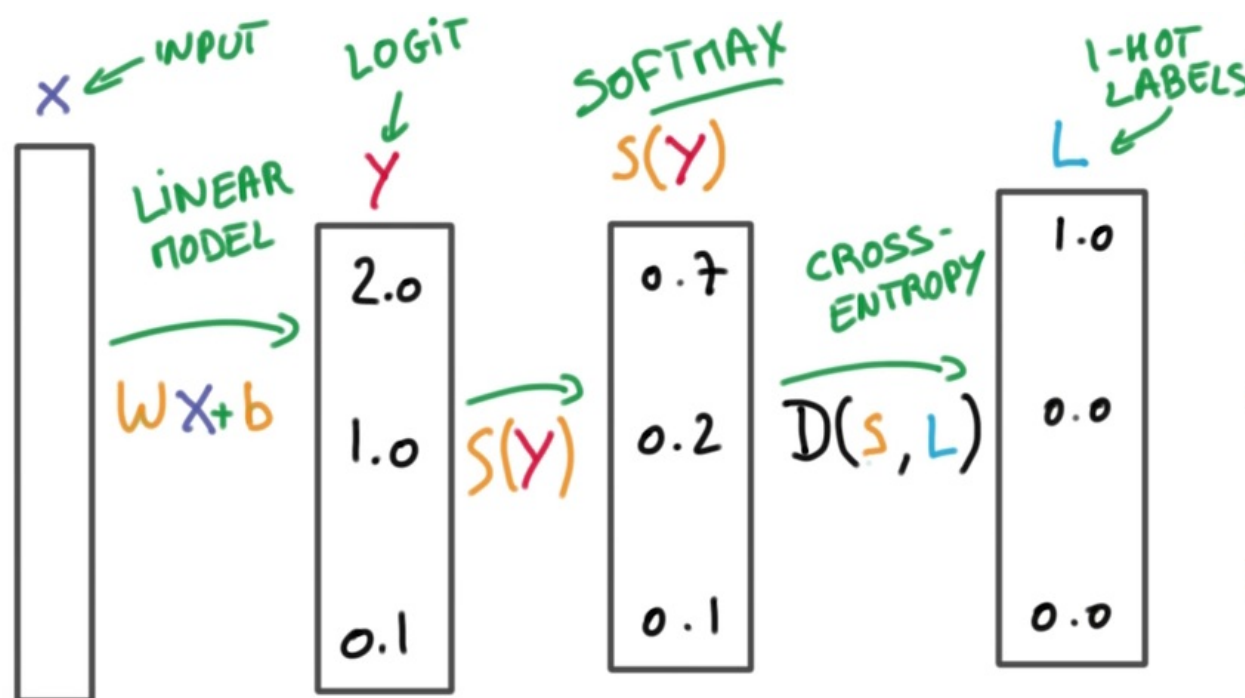 X
INPUT
LINEAR
MODEL
WX+b
LOGIT
Y
2.0
1.0
0.1
S(Y)
SOFTMAX
S(Y)
0.7
0.2
0.1
CROSS-
ENTROPY
D(S, L)
1-HOT
LABELS
L
1.0
0.0
0.0